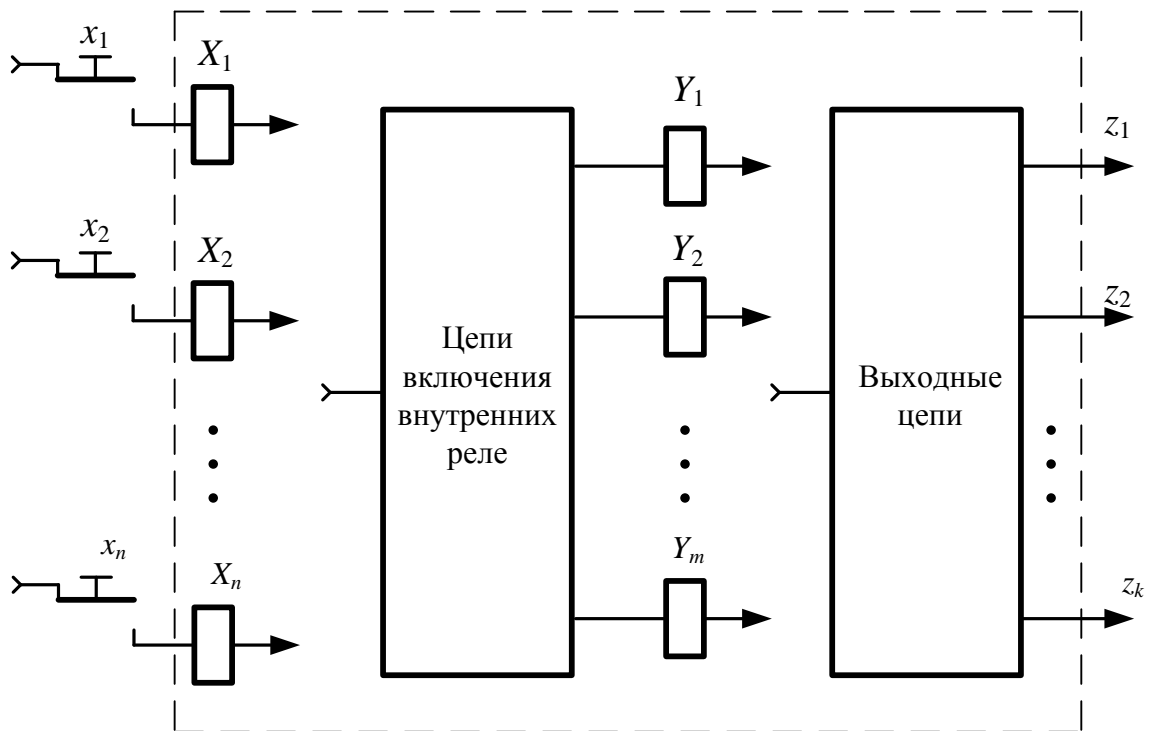 x₁
X₁
Y₁
z₁
x₂
X₂
Y₂
z₂
Цепи
включения
внутренних
реле
Выходные
цепи
xₙ
Xₙ
Yₘ
zₖ